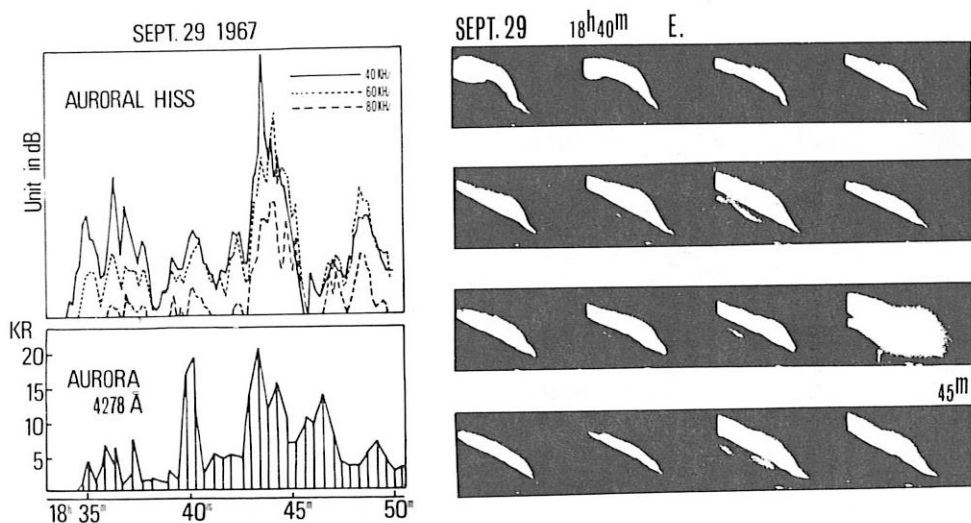 SEPT. 29 1967
AURORAL HISS
40 KHz
60 KHz
80 KHz
Unit in dB
KR
20
15
10
5
AURORA
4278 Å
18h 35m
40m
45m
50m
SEPT. 29 18h40m E.
45m